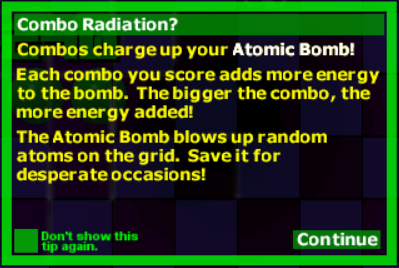 Combo Radiation?
Combos charge up your Atomic Bomb!
Each combo you score adds more energy
to the bomb. The bigger the combo, the
more energy added!
The Atomic Bomb blows up random
atoms on the grid. Save it for
desperate occasions!
Don't show this
tip again.
Continue